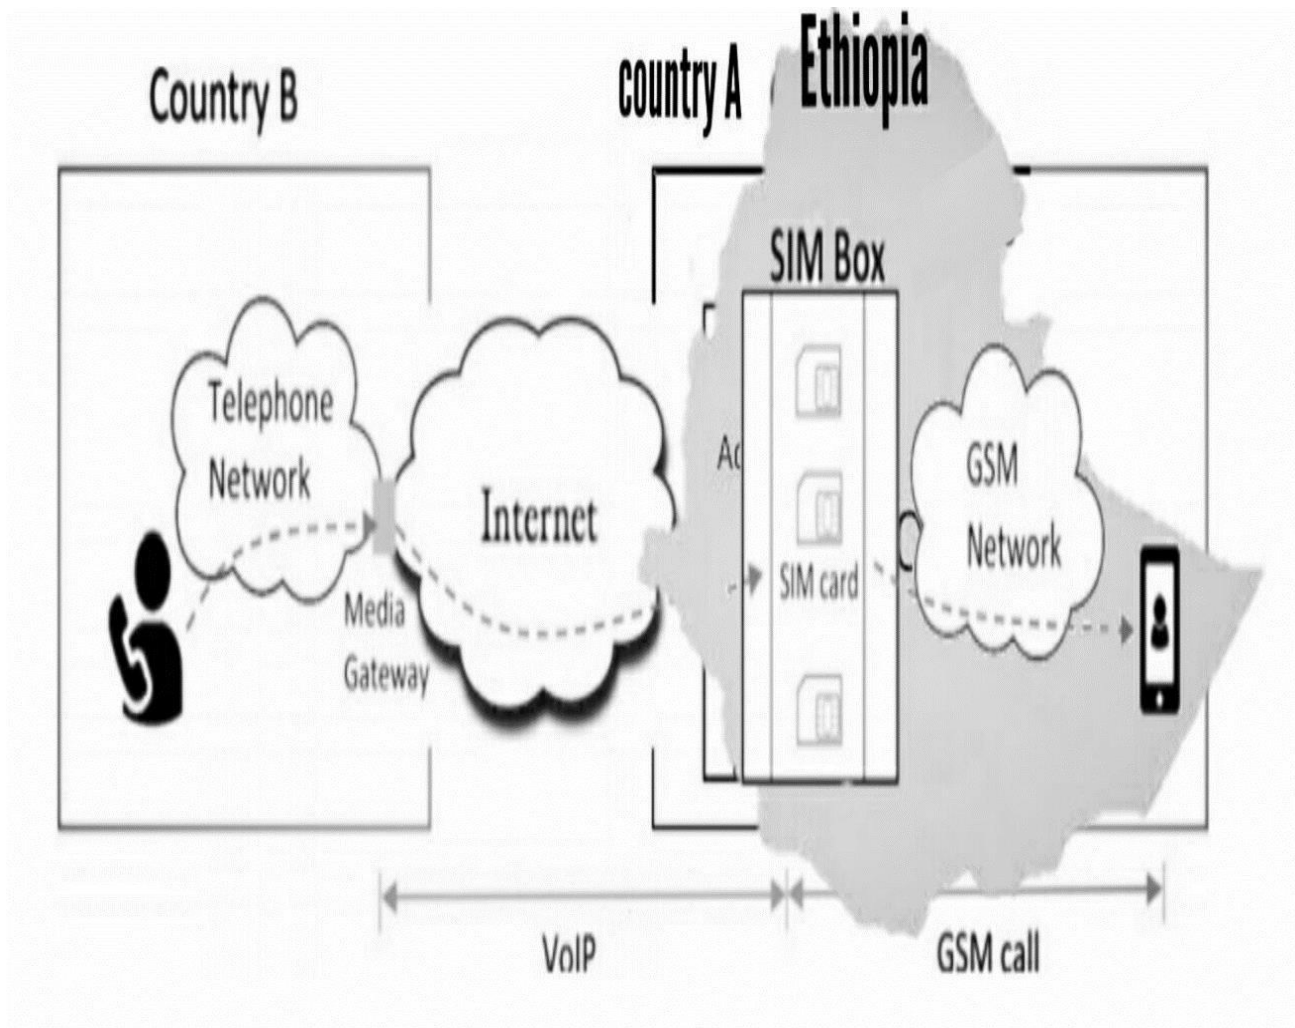 Country B
country A
Ethiopia
SIM Box
Telephone
Network
Internet
GSM
Network
SIM card
Media
Gateway
VoIP
GSM call